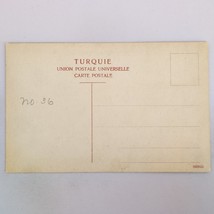 TURQUIE
UNION POSTALE UNIVERSELLE
CARTE POSTALE
no. 26